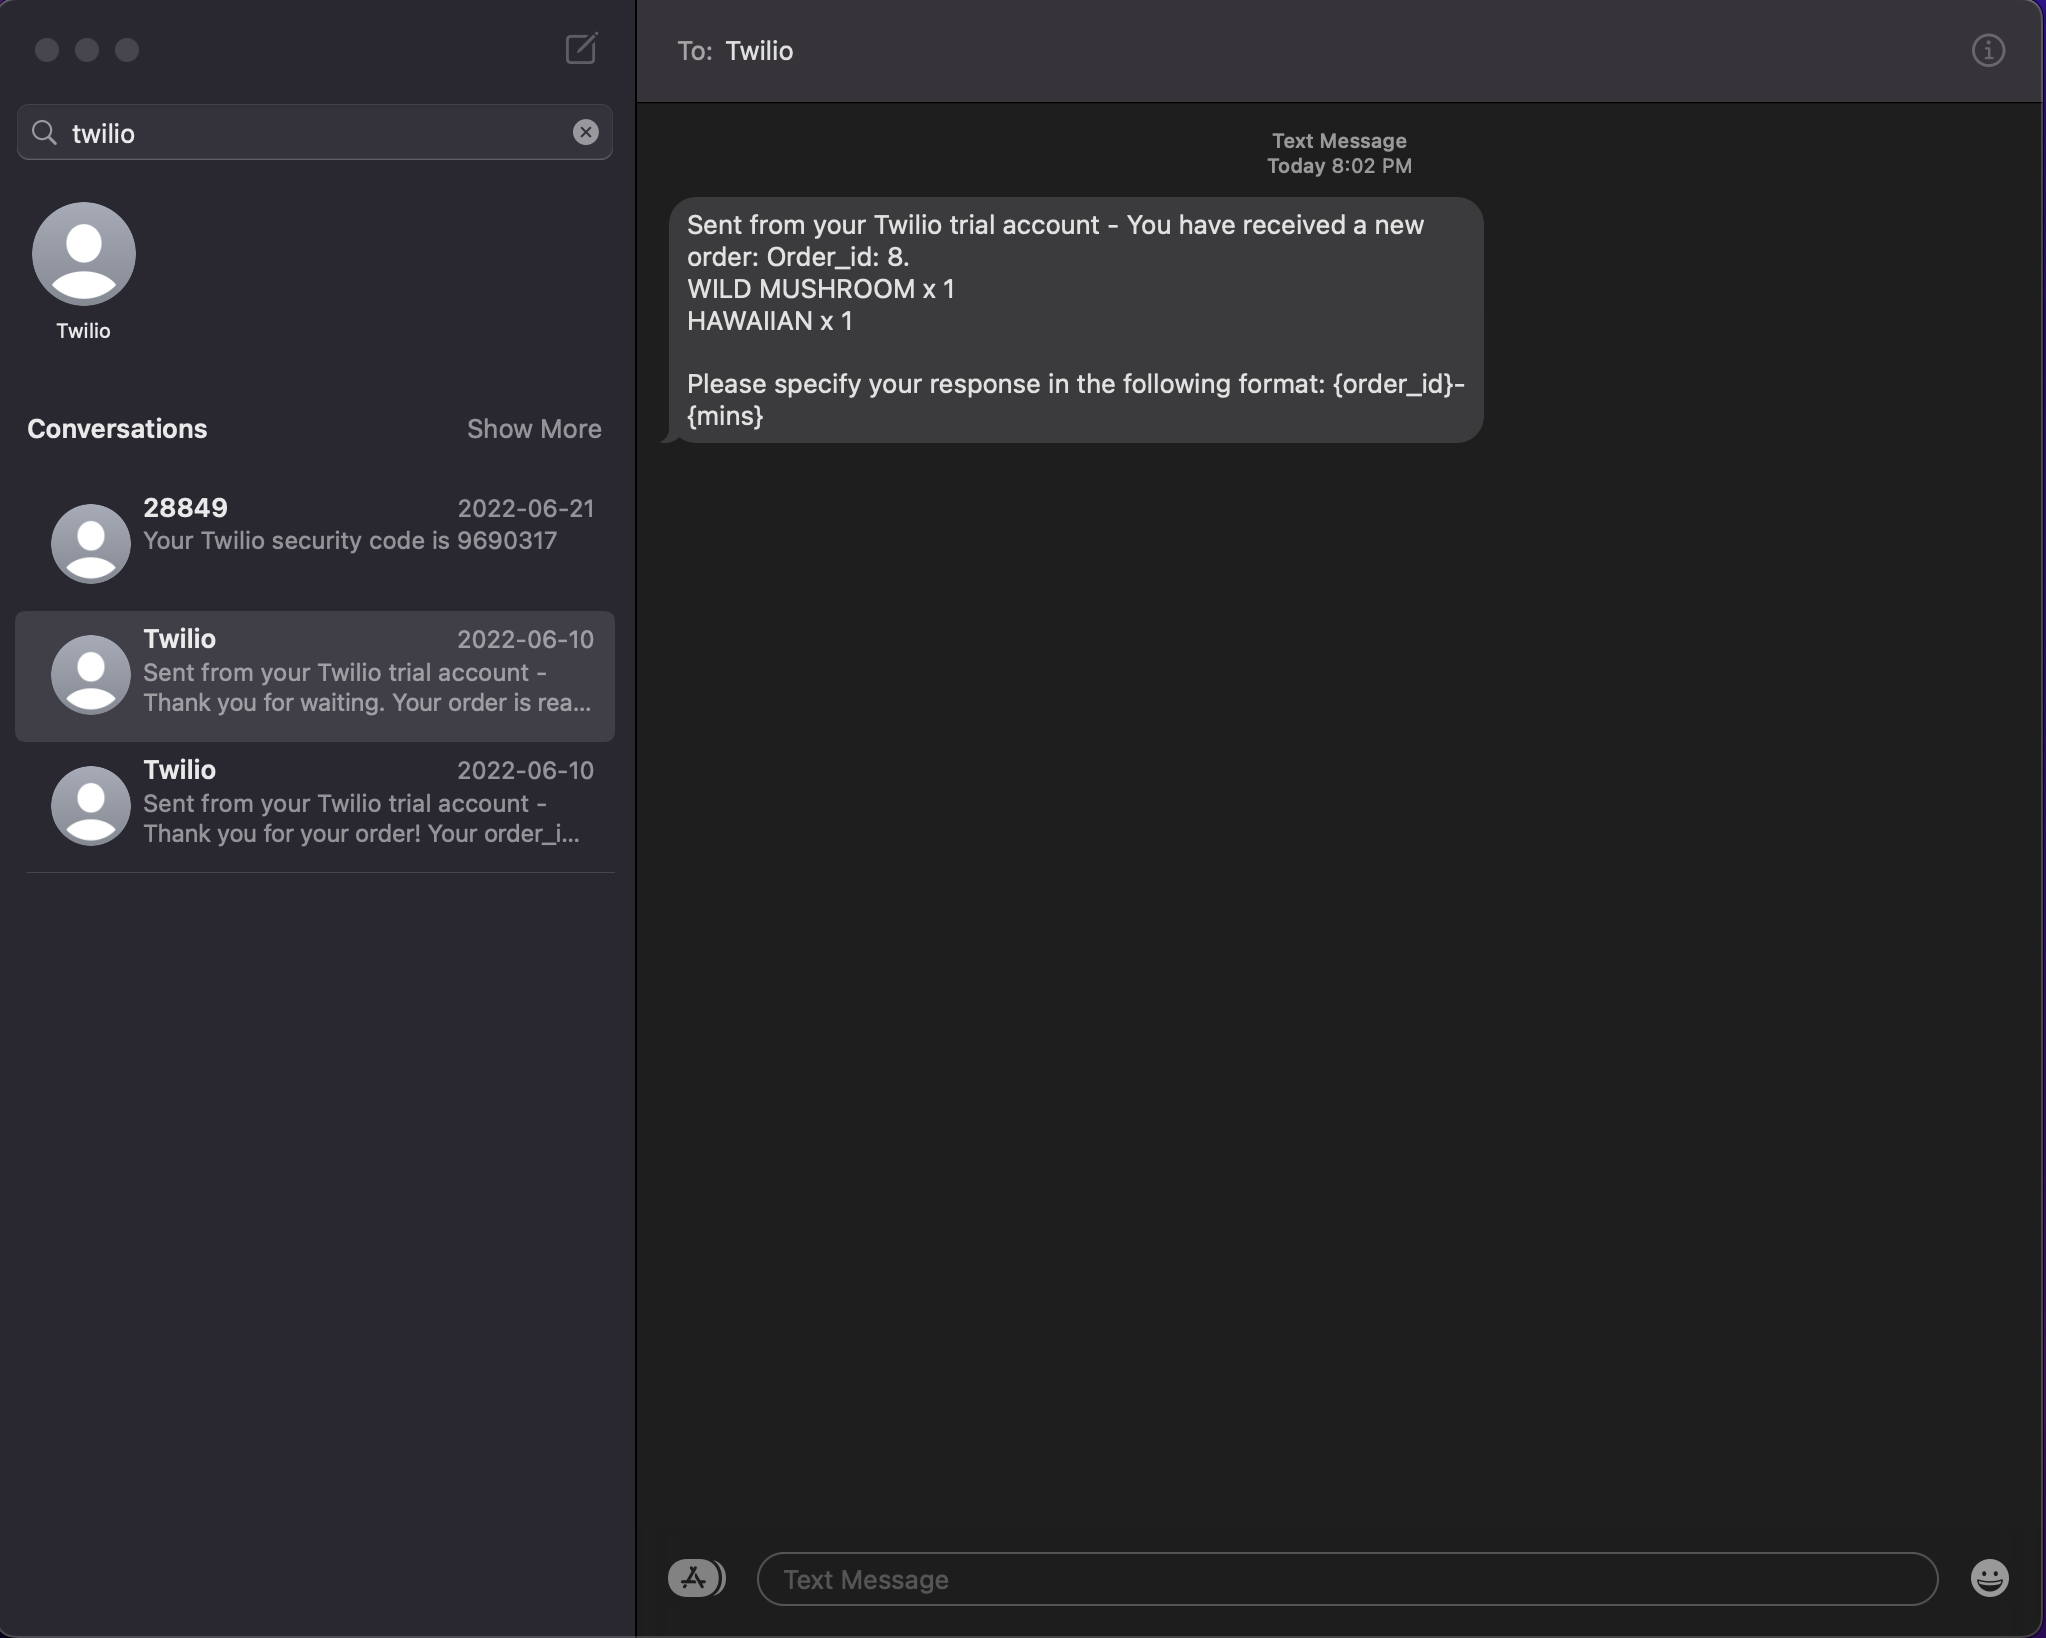 twilio
Twilio
Conversations
Show More
28849
2022-06-21
Your Twilio security code is 9690317
Twilio
2022-06-10
Sent from your Twilio trial account -
Thank you for waiting. Your order is rea...
Twilio
2022-06-10
Sent from your Twilio trial account -
Thank you for your order! Your order_i...
To: Twilio
Text Message
Today 8:02 PM
Sent from your Twilio trial account - You have received a new
order: Order_id: 8.
WILD MUSHROOM x 1
HAWAIIAN x 1
Please specify your response in the following format: {order_id}-
{mins}
Text Message